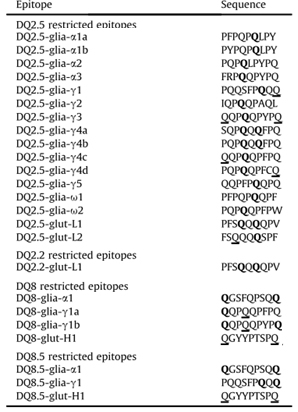 Epitope Sequence
DQ2.5 restricted epitopes
DQ2.5-glia-α1a PFPQPQLPY
DQ2.5-glia-α1b PYPQPQLPY
DQ2.5-glia-α2 PQPQLPYPQ
DQ2.5-glia-α3 FRPQQPYPQ
DQ2.5-glia-γ1 PQQSFPQQQ
DQ2.5-glia-γ2 IQPQQPAQL
DQ2.5-glia-γ3 QQPQQPYPQ
DQ2.5-glia-γ4a SQPQQQFPQ
DQ2.5-glia-γ4b PQPQQQFPQ
DQ2.5-glia-γ4c QQPQQPFPQ
DQ2.5-glia-γ4d PQPQQPFCQ
DQ2.5-glia-γ5 QQPFPQQPQ
DQ2.5-glia-ω1 PFPQPQQPF
DQ2.5-glia-ω2 PQPQQPFPW
DQ2.5-glut-L1 PFSQQQQPV
DQ2.5-glut-L2 FSQQQQSPF
DQ2.2 restricted epitopes
DQ2.2-glut-L1 PFSQQQQPV
DQ8 restricted epitopes
DQ8-glia-α1 QGSFQPSQQ
DQ8-glia-γ1a QQPQQPFPQ
DQ8-glia-γ1b QQPQQPYPQ
DQ8-glut-H1 QGYYPTSPQ
DQ8.5 restricted epitopes
DQ8.5-glia-α1 QGSFQPSQQ
DQ8.5-glia-γ1 PQQSFPQQQ
DQ8.5-glut-H1 QGYYPTSPQ